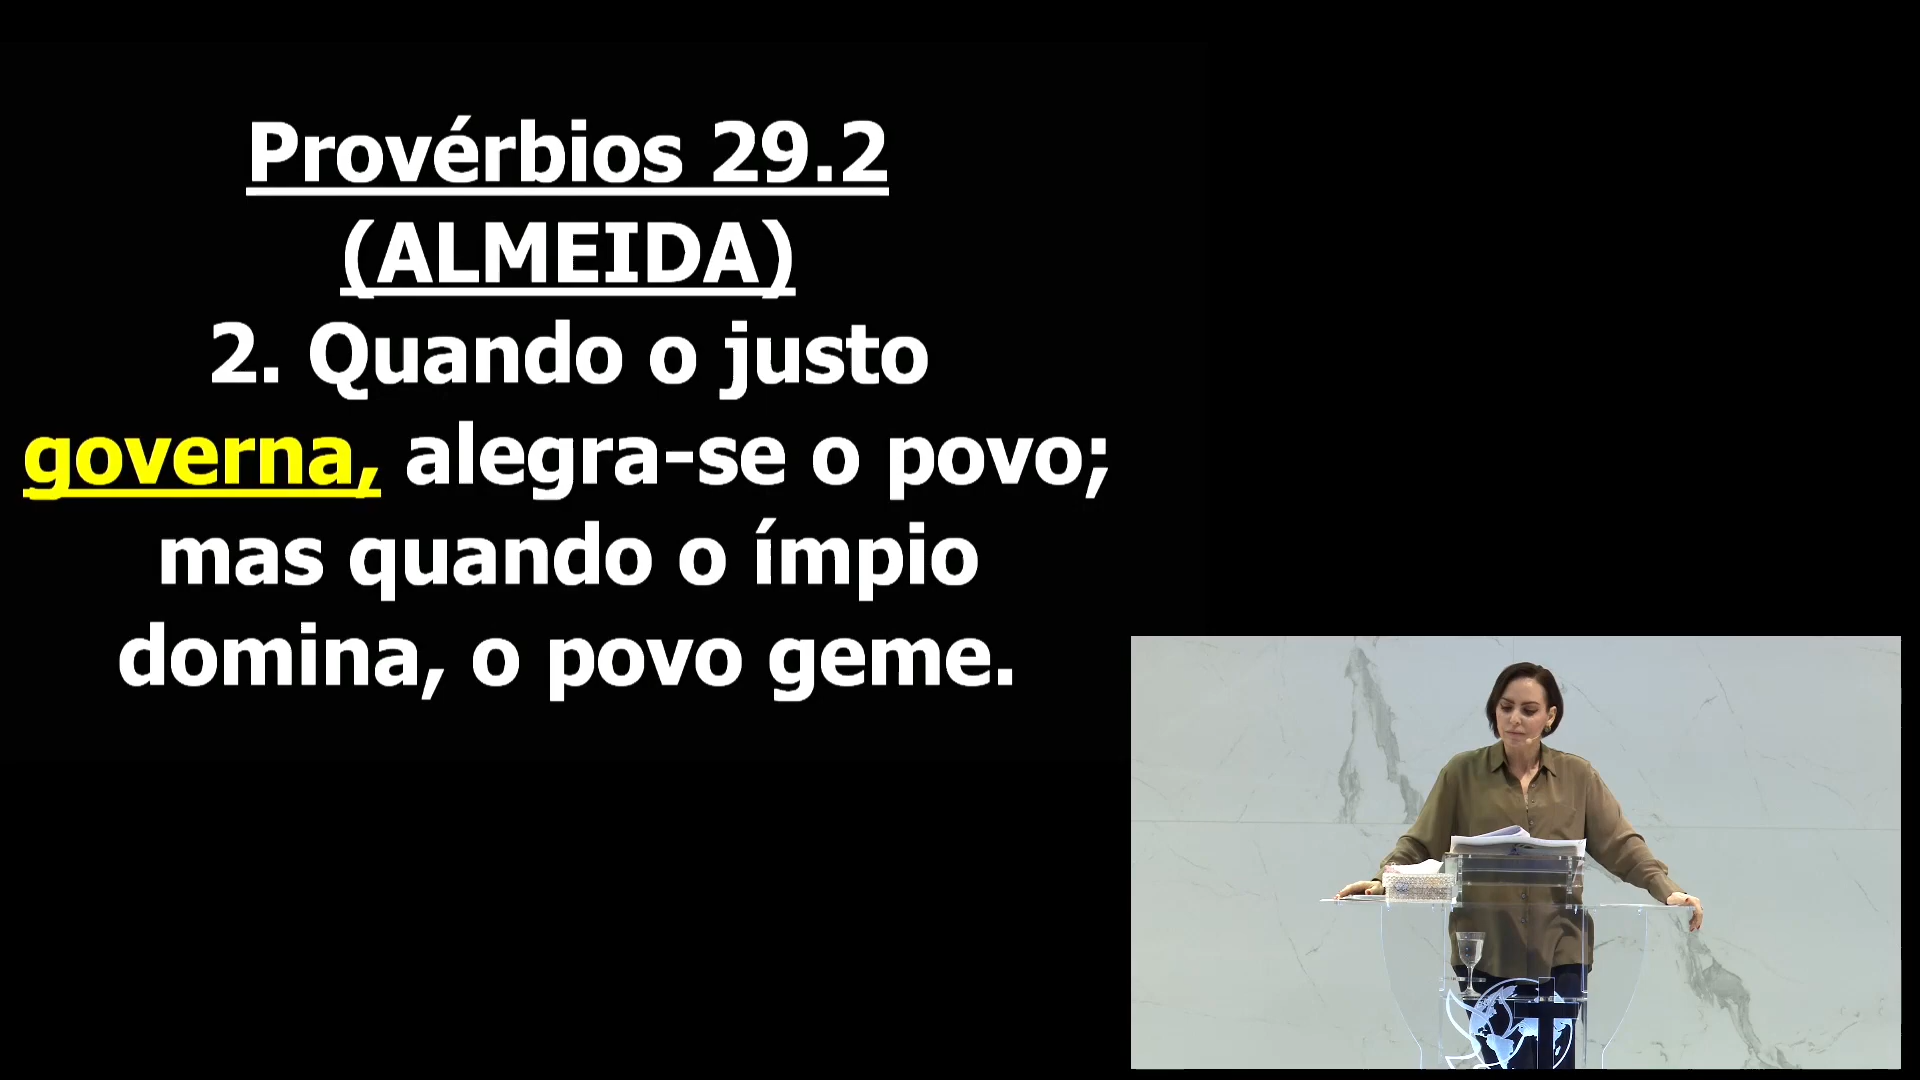 Provérbios 29.2
(ALMEIDA)
2. Quando o justo
governa, alegra-se o povo;
mas quando o ímpio
domina, o povo geme.